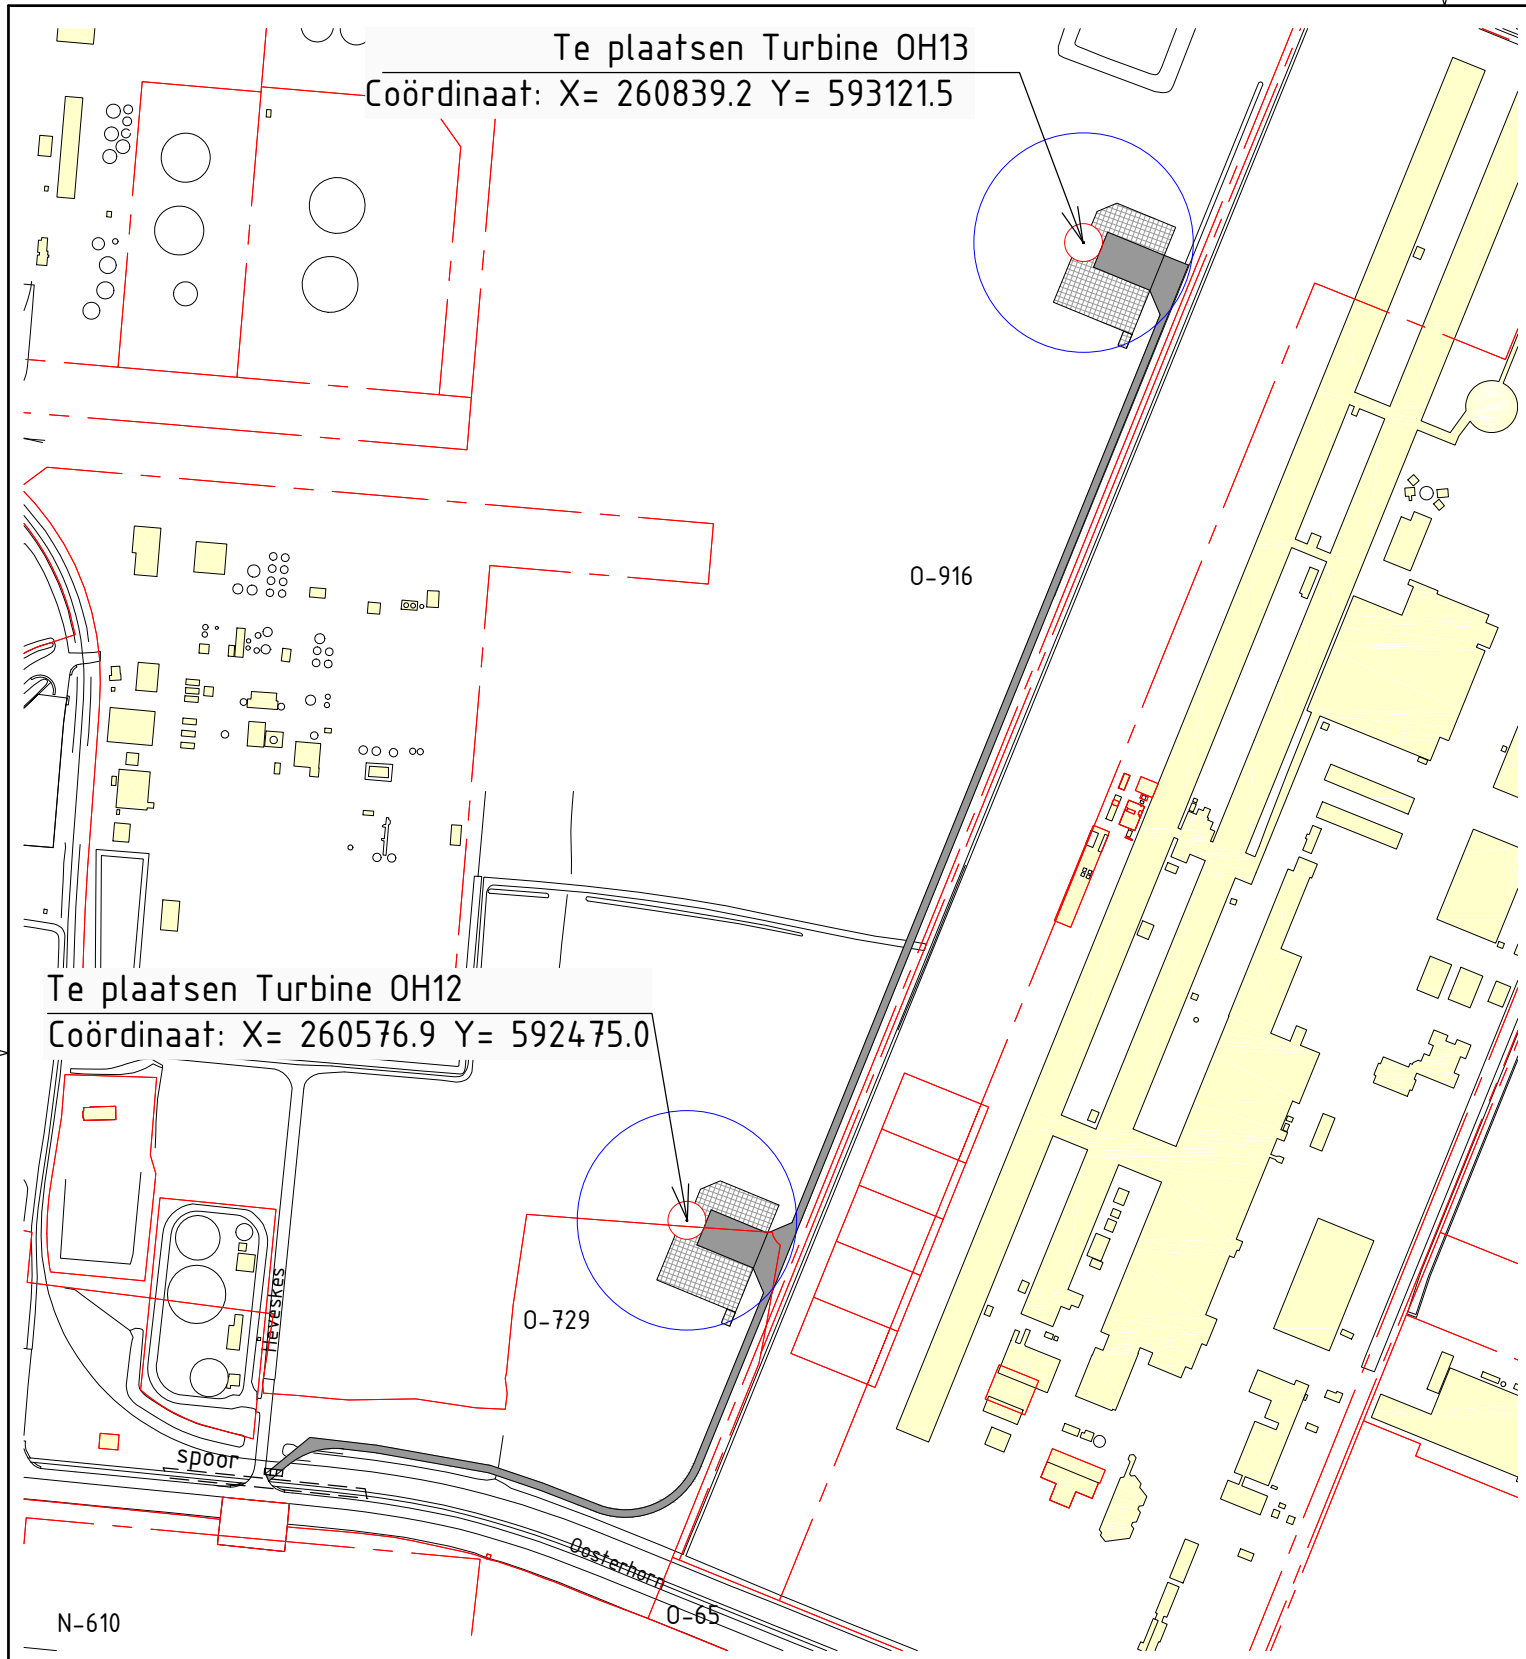 Te plaatsen Turbine OH13
Coördinaat: X= 260839.2 Y= 593121.5
O-916
Te plaatsen Turbine OH12
Coördinaat: X= 260576.9 Y= 592475.0
Heveskes
O-729
spoor
Oosterhorn
O-65
N-610